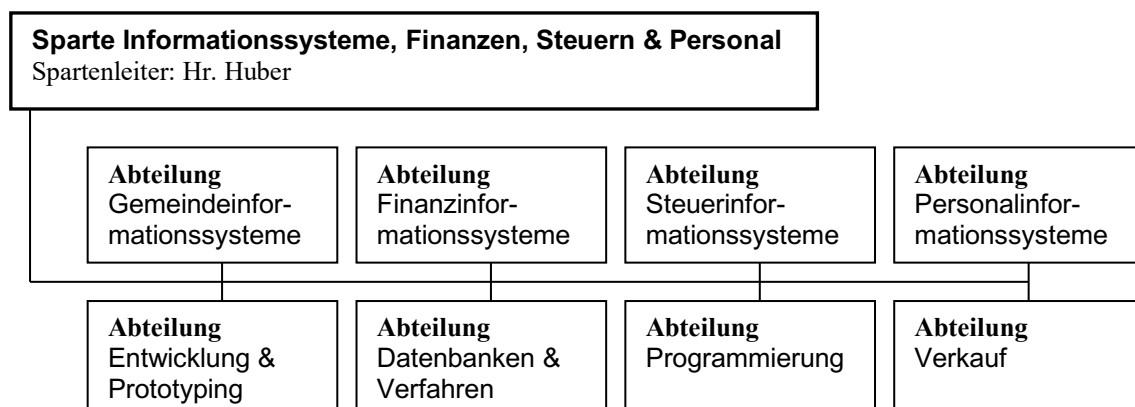 Sparte Informationssysteme, Finanzen, Steuern & Personal
Spartenleiter: Hr. Huber
Abteilung
Gemeindeinfor-
mationssysteme
Abteilung
Finanzinfor-
mationssysteme
Abteilung
Steuerinfor-
mationssysteme
Abteilung
Personalinfor-
mationssysteme
Abteilung
Entwicklung &
Prototyping
Abteilung
Datenbanken &
Verfahren
Abteilung
Programmierung
Abteilung
Verkauf